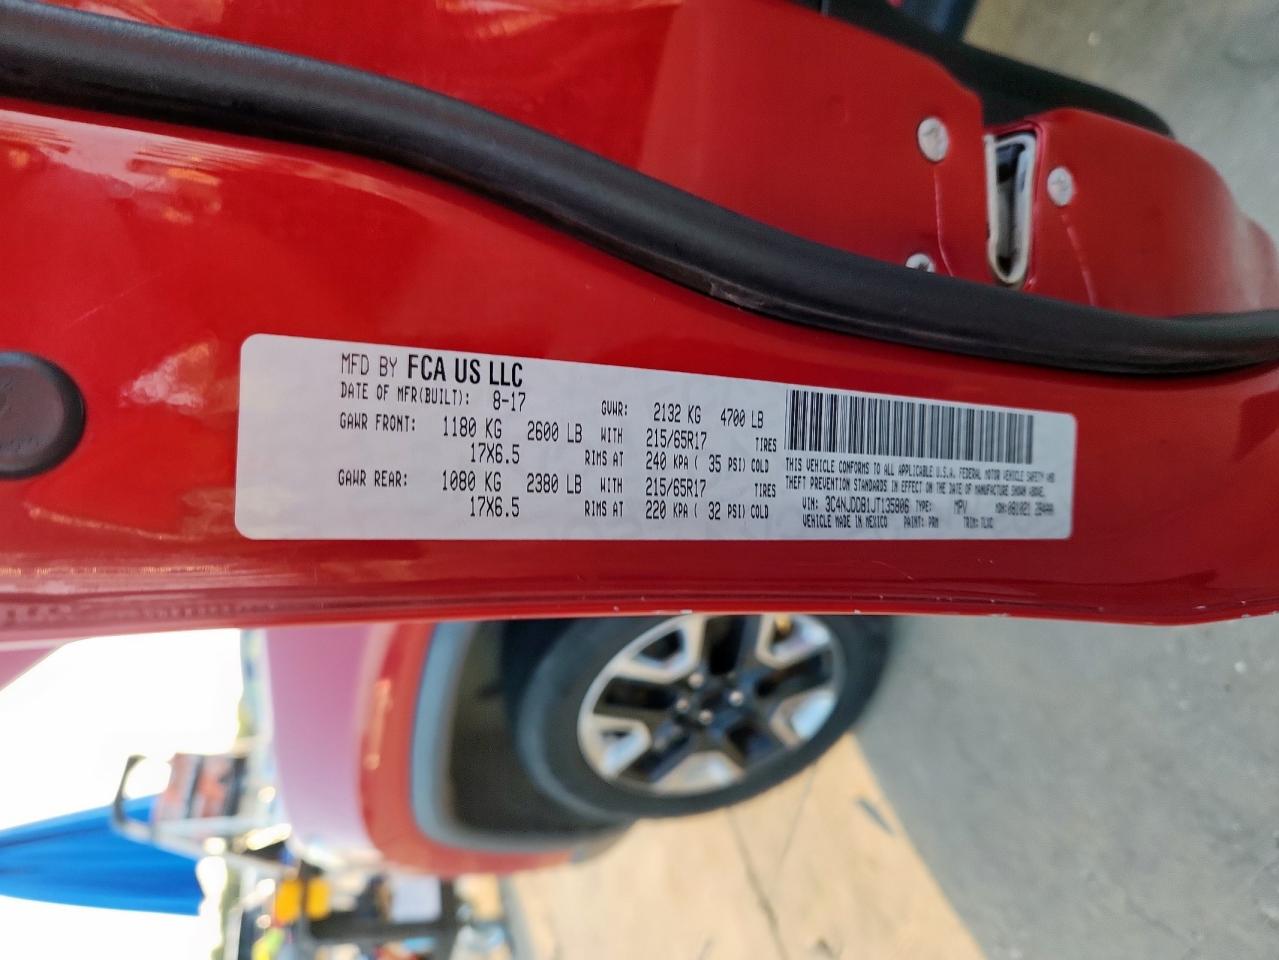 MFD BY FCA US LLC
DATE OF MFR(BUILT): 8-17 GVWR: 2132 KG 4700 LB
GAWR FRONT: 1180 KG 2600 LB WITH 215/65R17 TIRES
17X6.5 RIMS AT 240 KPA ( 35 PSI) COLD
GAWR REAR: 1080 KG 2380 LB WITH 215/65R17 TIRES
17X6.5 RIMS AT 220 KPA ( 32 PSI) COLD
THIS VEHICLE CONFORMS TO ALL APPLICABLE U.S.A. FEDERAL MOTOR VEHICLE SAFETY AND
THEFT PREVENTION STANDARDS IN EFFECT ON THE DATE OF MANUFACTURE SHOWN ABOVE.
VIN: 3C4NJDDB1JT135806 TYPE: MPV MDH:
VEHICLE MADE IN MEXICO PAINT: PRM TRIM: